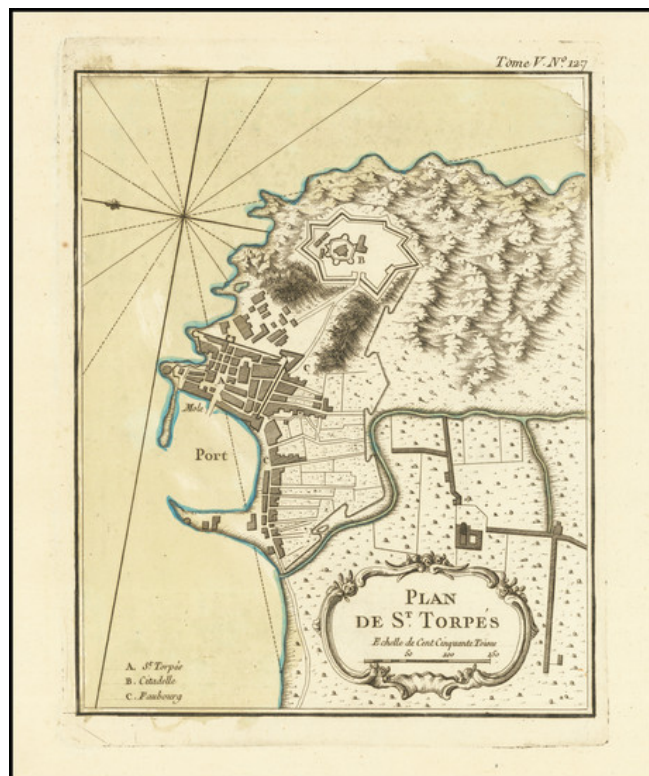 Tome V. Nº. 127
B
C
A
Mole
Port
C
PLAN
DE Sᵀ. TORPÉS
Echelle de Cent Cinquante Toises
50 100 150
A. Sᵗ. Torpés
B. Citadelle
C. Faubourg